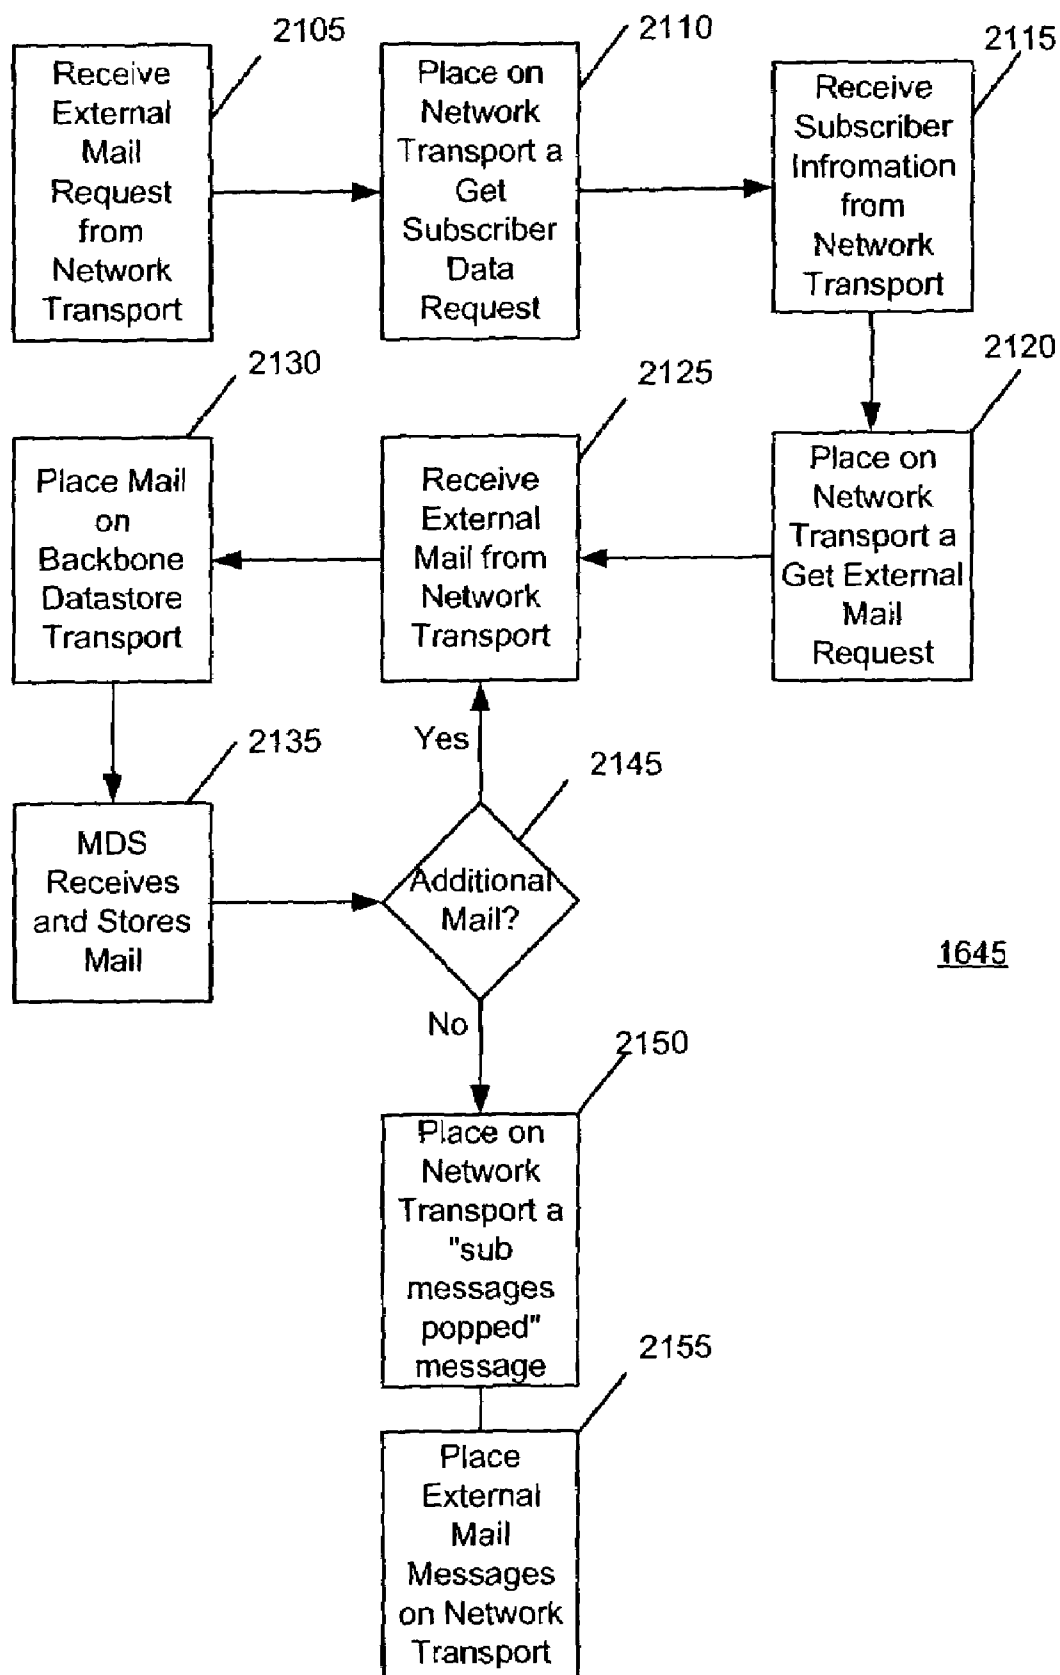 2105
Receive
External
Mail
Request
from
Network
Transport
2110
Place on
Network
Transport a
Get
Subscriber
Data
Request
2115
Receive
Subscriber
Infromation
from
Network
Transport
2120
Place on
Network
Transport a
Get External
Mail
Request
2125
Receive
External
Mail from
Network
Transport
2130
Place Mail
on
Backbone
Datastore
Transport
2135
MDS
Receives
and Stores
Mail
Yes
2145
Additional
Mail?
1645
No
2150
Place on
Network
Transport a
"sub
messages
popped"
message
2155
Place
External
Mail
Messages
on Network
Transport